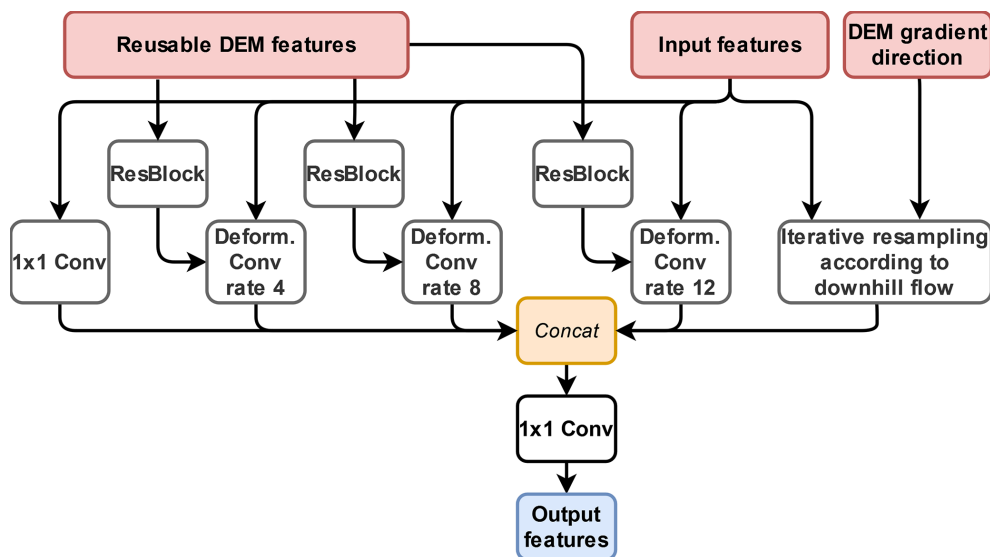 Reusable DEM features
Input features
DEM gradient
direction
ResBlock
ResBlock
ResBlock
1x1 Conv
Deform.
Conv
rate 4
Deform.
Conv
rate 8
Deform.
Conv
rate 12
Iterative resampling
according to
downhill flow
Concat
1x1 Conv
Output
features